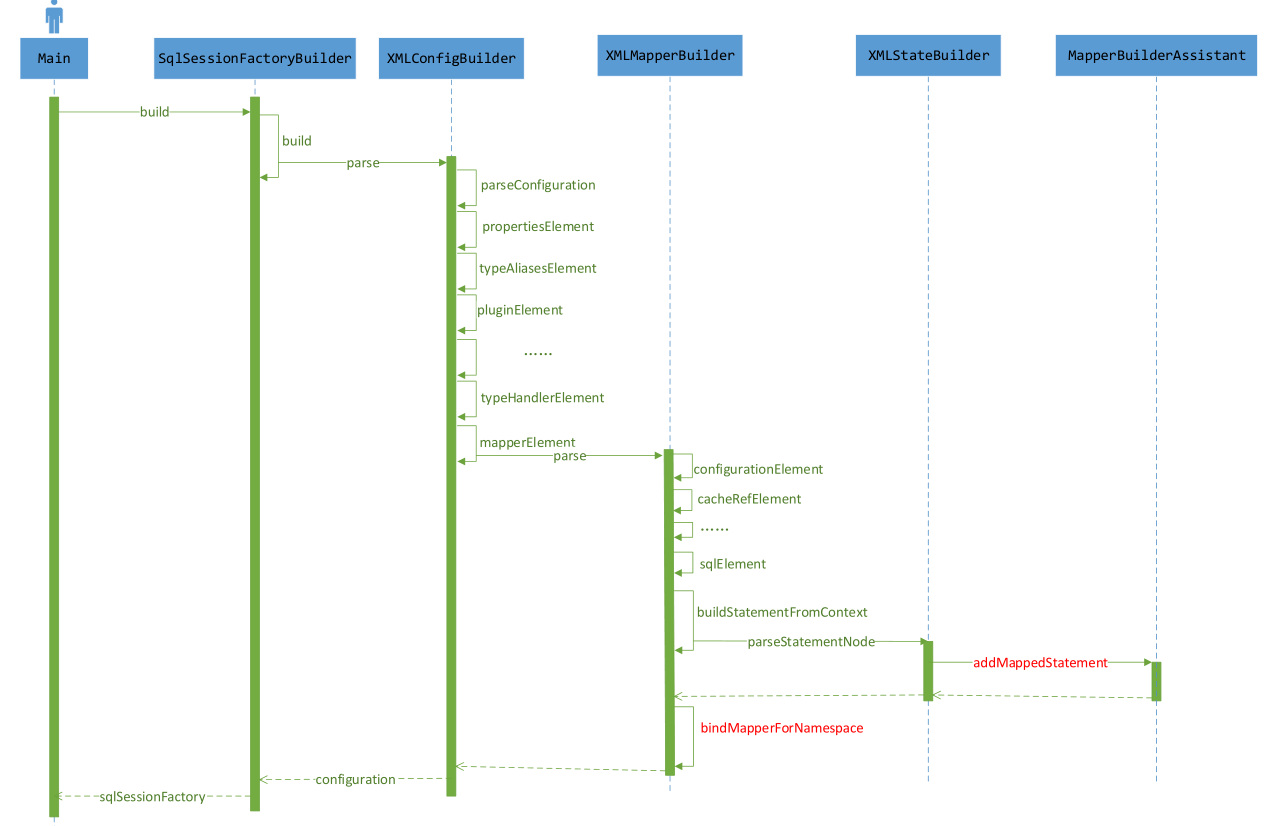 Main
SqlSessionFactoryBuilder
XMLConfigBuilder
XMLMapperBuilder
XMLStateBuilder
MapperBuilderAssistant
build
build
parse
parseConfiguration
propertiesElement
typeAliasesElement
pluginElement
……
typeHandlerElement
mapperElement
parse
configurationElement
cacheRefElement
……
sqlElement
buildStatementFromContext
parseStatementNode
addMappedStatement
bindMapperForNamespace
configuration
sqlSessionFactory